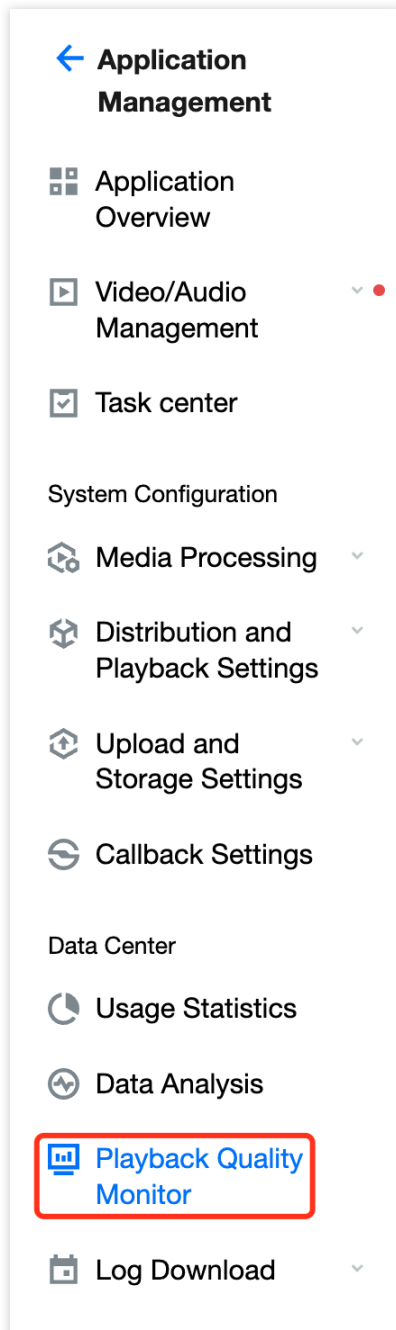 Application
Management
Application
Overview
Video/Audio
Management
Task center
System Configuration
Media Processing
Distribution and
Playback Settings
Upload and
Storage Settings
Callback Settings
Data Center
Usage Statistics
Data Analysis
Playback Quality
Monitor
Log Download